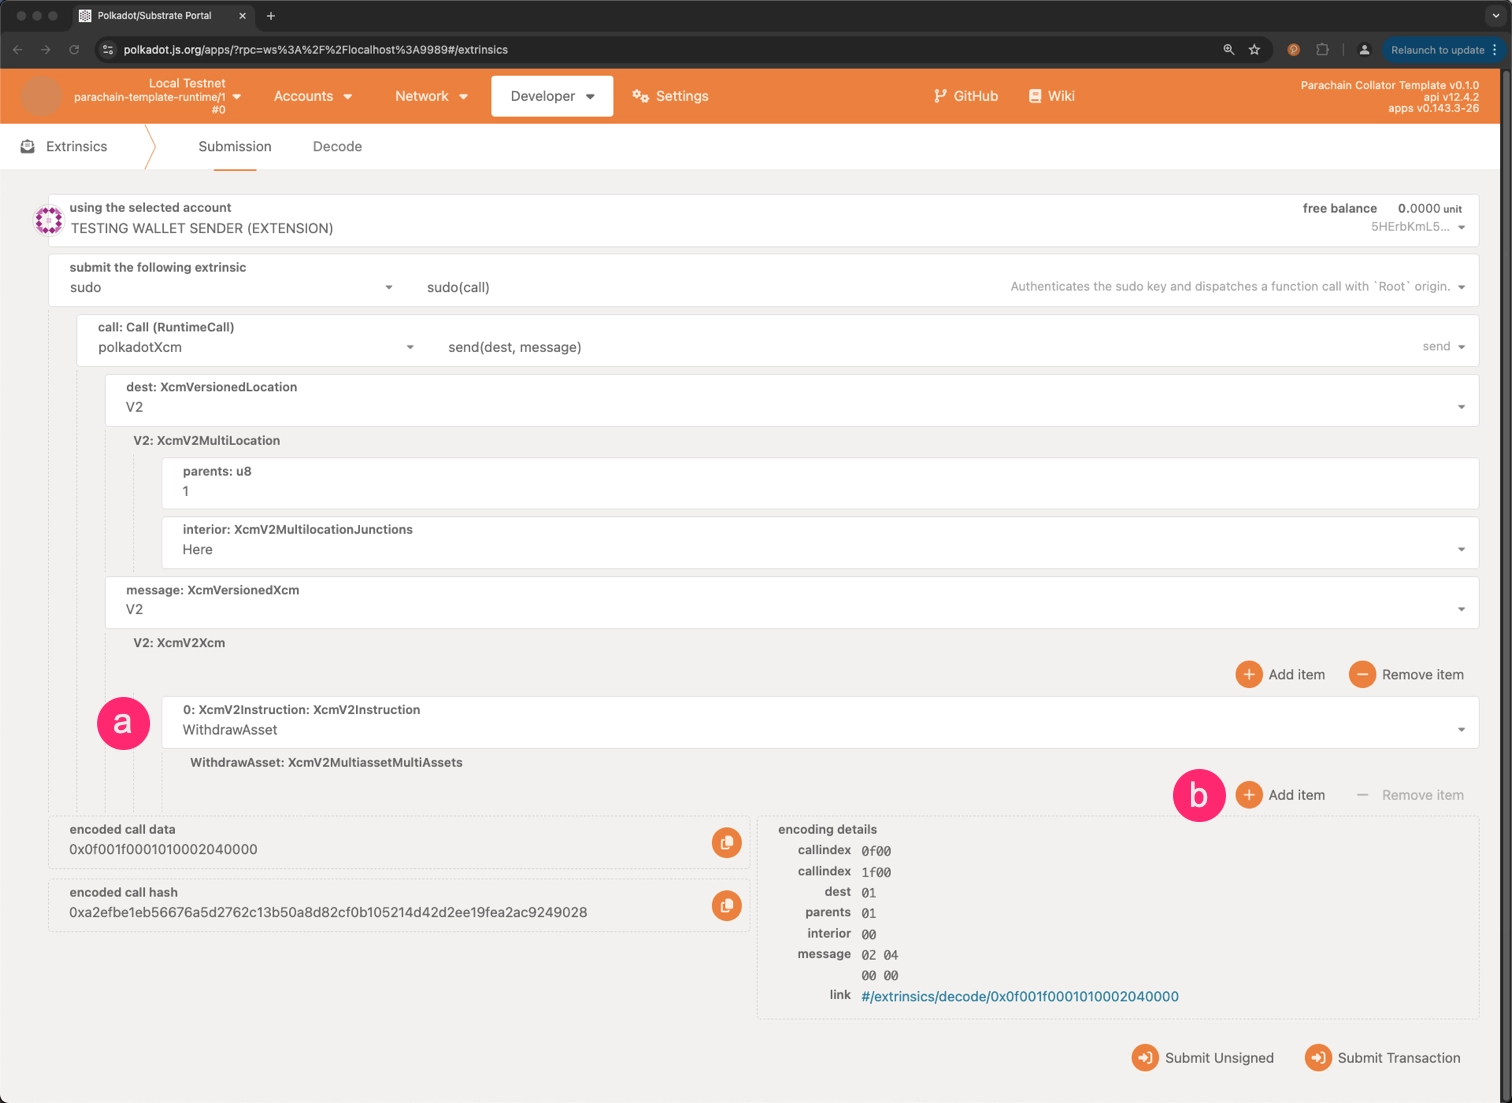 Polkadot/Substrate Portal
polkadot.js.org/apps/?rpc=ws%3A%2F%2Flocalhost%3A9989#/extrinsics
Relaunch to update
Local Testnet
parachain-template-runtime/1
#0
Accounts
Network
Developer
Settings
GitHub
Wiki
Parachain Collator Template v0.1.0
api v12.4.2
apps v0.143.3-26
Extrinsics
Submission
Decode
using the selected account
TESTING WALLET SENDER (EXTENSION)
free balance 0.0000 unit
5HErbKmL5...
submit the following extrinsic
sudo
sudo(call)
Authenticates the sudo key and dispatches a function call with `Root` origin.
call: Call (RuntimeCall)
polkadotXcm
send(dest, message)
send
dest: XcmVersionedLocation
V2
V2: XcmV2MultiLocation
parents: u8
1
interior: XcmV2MultilocationJunctions
Here
message: XcmVersionedXcm
V2
V2: XcmV2Xcm
Add item
Remove item
a
0: XcmV2Instruction: XcmV2Instruction
WithdrawAsset
WithdrawAsset: XcmV2MultiassetMultiAssets
b
Add item
Remove item
encoded call data
0x0f001f0001010002040000
encoded call hash
0xa2efbe1eb56676a5d2762c13b50a8d82cf0b105214d42d2ee19fea2ac9249028
encoding details
callindex 0f00
callindex 1f00
dest 01
parents 01
interior 00
message 02 04
00 00
link #/extrinsics/decode/0x0f001f0001010002040000
Submit Unsigned
Submit Transaction